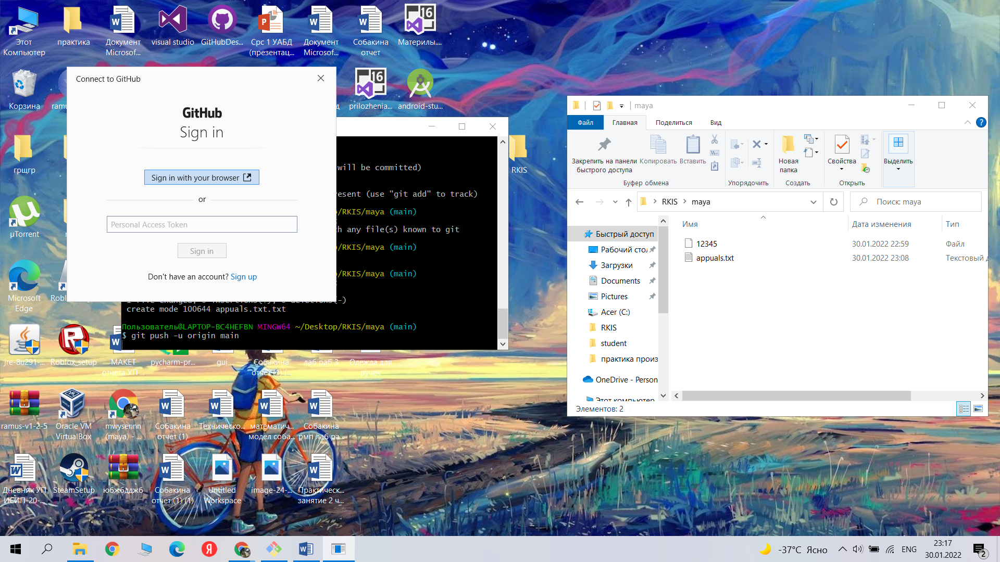 Этот Компьютер
практика
Документ Microsof...
visual studio
GitHubDes...
Срс 1 УАБД (презентац...
Документ Microsof...
Собакина отчет
Материлы....
16
Корзина
16
prilozhenia...
android-stu...
грщгр
µTorrent
Microsoft Edge
RKIS
Connect to GitHub
GitHub
Sign in
Sign in with your browser
or
Personal Access Token
Sign in
Don't have an account? Sign up
will be committed)
esent (use "git add" to track)
/RKIS/maya (main)
h any file(s) known to git
/RKIS/maya (main)
/RKIS/maya (main)
create mode 100644 appuals.txt.txt
Пользователь@LAPTOP-BC4HEFBN MINGW64 ~/Desktop/RKIS/maya (main)
$ git push -u origin main
maya
Файл
Главная
Поделиться
Вид
Закрепить на панели быстрого доступа
Копировать
Вставить
Новая папка
Свойства
Выделить
Буфер обмена
Упорядочить
Создать
Открыть
RKIS
maya
Поиск: maya
Имя
Дата изменения
Тип
12345
30.01.2022 22:59
Файл
appuals.txt
30.01.2022 23:08
Текстовый д
Быстрый доступ
Рабочий стол
Загрузки
Documents
Pictures
Acer (C:)
RKIS
student
практика произ
OneDrive - Person
Этот компьютер
Элементов: 2
jre-8u291-...
Roblox_setup
МАКЕТ отчета УП ...
pycharm-pr...
gui
Собакина отчет (1) (...
лаб раб 3
Одежда для ручек
ramus-v1-2-5
Oracle VM VirtualBox
mwysennn (maya) - ...
Собакина отчет (1)
Техническо...
математич... модел соба...
Собакина рмп лаб ра...
Дневник УП ИСИП-20-...
SteamSetup
юбжбджб
Собакина отчет (1) (1)
Untitled Workspace
image-24-...
Практическ... занятие 2 ч...
-37°C Ясно
ENG
23:17
30.01.2022
2